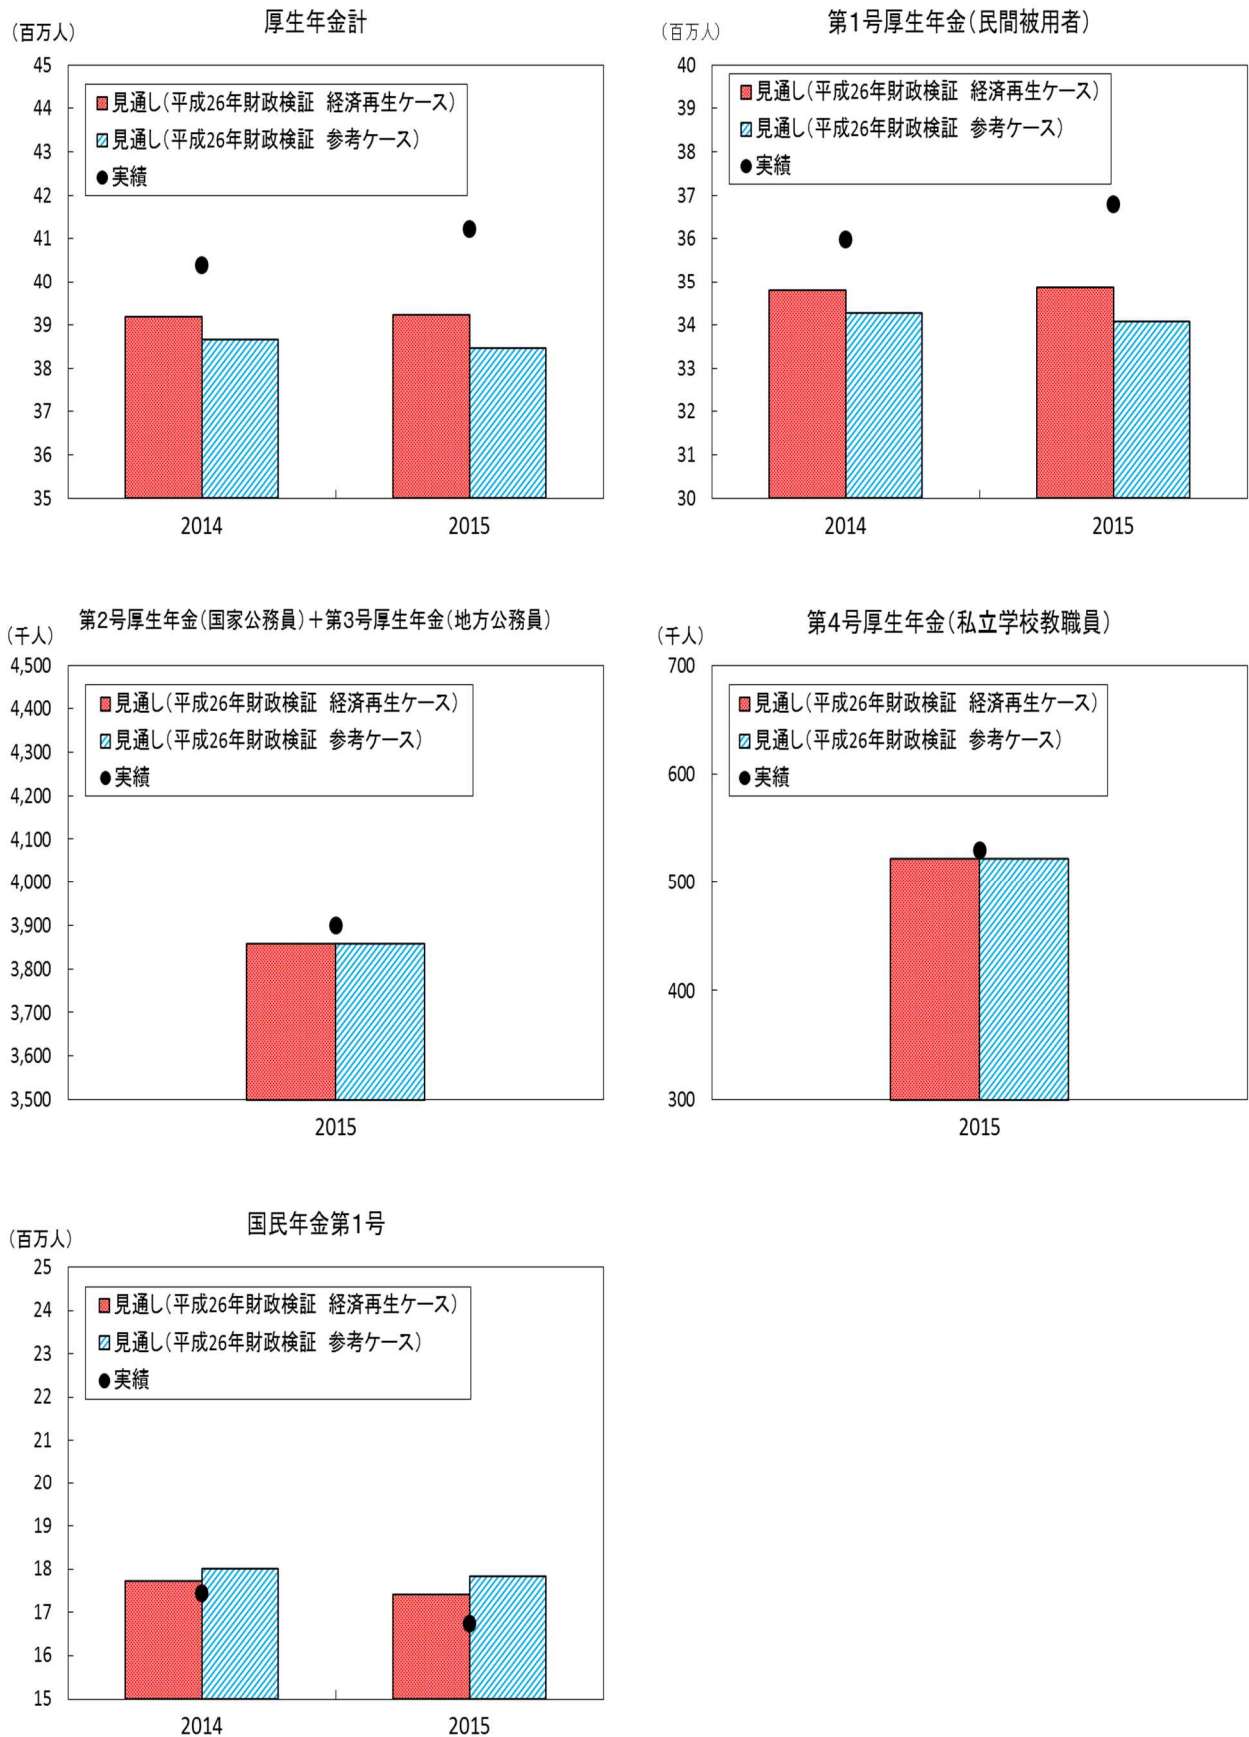 厚生年金計
（百万人）
45
44
43
42
41
40
39
38
37
36
35
見通し（平成26年財政検証　経済再生ケース）
見通し（平成26年財政検証　参考ケース）
実績
2014
2015
第1号厚生年金（民間被用者）
（百万人）
40
39
38
37
36
35
34
33
32
31
30
見通し（平成26年財政検証　経済再生ケース）
見通し（平成26年財政検証　参考ケース）
実績
2014
2015
第2号厚生年金（国家公務員）＋第3号厚生年金（地方公務員）
（千人）
4,500
4,400
4,300
4,200
4,100
4,000
3,900
3,800
3,700
3,600
3,500
見通し（平成26年財政検証　経済再生ケース）
見通し（平成26年財政検証　参考ケース）
実績
2015
第4号厚生年金（私立学校教職員）
（千人）
700
600
500
400
300
見通し（平成26年財政検証　経済再生ケース）
見通し（平成26年財政検証　参考ケース）
実績
2015
国民年金第1号
（百万人）
25
24
23
22
21
20
19
18
17
16
15
見通し（平成26年財政検証　経済再生ケース）
見通し（平成26年財政検証　参考ケース）
実績
2014
2015